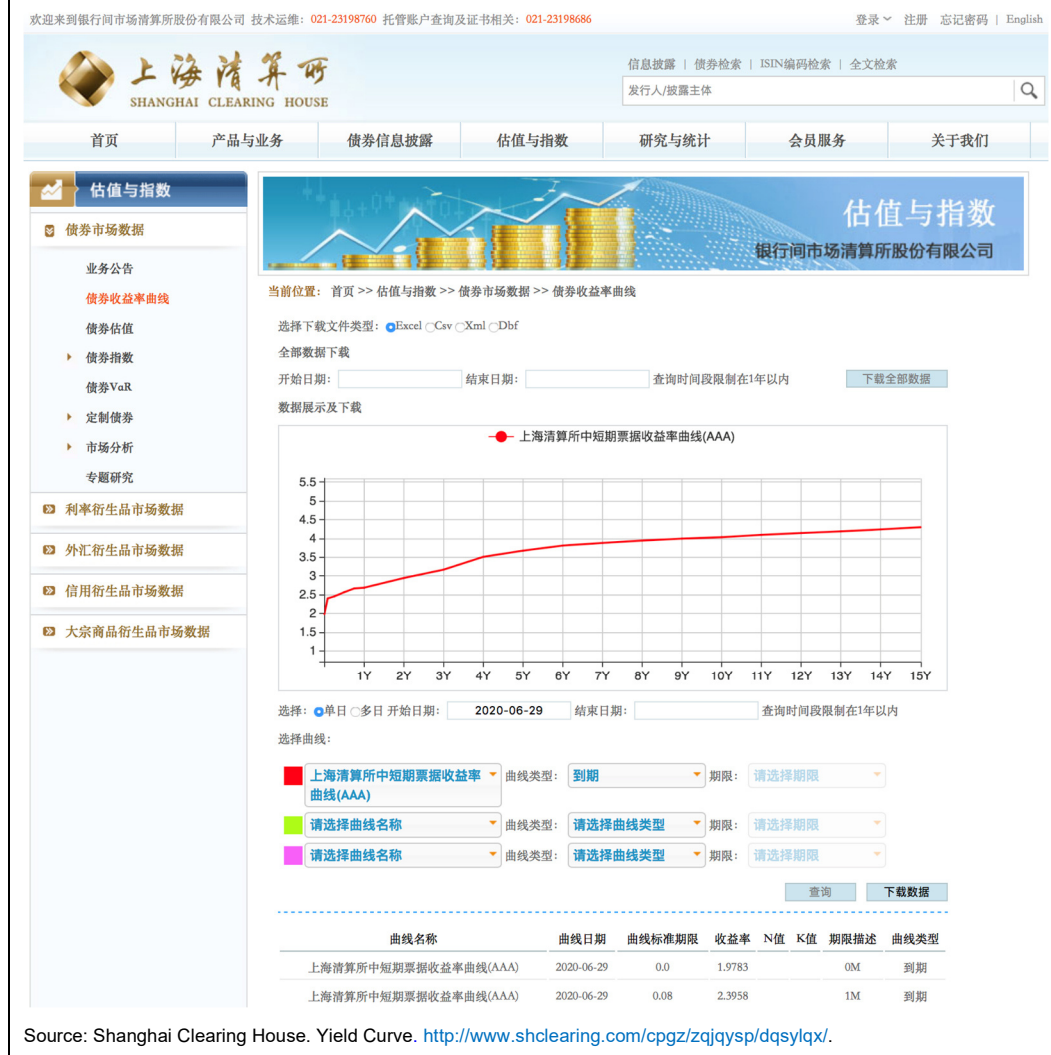 欢迎来到银行间市场清算所股份有限公司 技术运维：021-23198760 托管账户查询及证书相关：021-23198686
登录 注册 忘记密码 | English
上海清算所
SHANGHAI CLEARING HOUSE
信息披露 | 债券检索 | ISIN编码检索 | 全文检索
发行人/披露主体
首页 产品与业务 债券信息披露 估值与指数 研究与统计 会员服务 关于我们
估值与指数
债券市场数据
业务公告
债券收益率曲线
债券估值
债券指数
债券VaR
定制债券
市场分析
专题研究
利率衍生品市场数据
外汇衍生品市场数据
信用衍生品市场数据
大宗商品衍生品市场数据
估值与指数
银行间市场清算所股份有限公司
当前位置： 首页 >> 估值与指数 >> 债券市场数据 >> 债券收益率曲线
选择下载文件类型： Excel Csv Xml Dbf
全部数据下载
开始日期： 结束日期： 查询时间段限制在1年以内 下载全部数据
数据展示及下载
上海清算所中短期票据收益率曲线(AAA)
5.5
5
4.5
4
3.5
3
2.5
2
1.5
1
1Y 2Y 3Y 4Y 5Y 6Y 7Y 8Y 9Y 10Y 11Y 12Y 13Y 14Y 15Y
选择： 单日 多日 开始日期： 2020-06-29 结束日期： 查询时间段限制在1年以内
选择曲线：
上海清算所中短期票据收益率曲线(AAA) 曲线类型： 到期 期限： 请选择期限
请选择曲线名称 曲线类型： 请选择曲线类型 期限： 请选择期限
请选择曲线名称 曲线类型： 请选择曲线类型 期限： 请选择期限
查询 下载数据
曲线名称 曲线日期 曲线标准期限 收益率 N值 K值 期限描述 曲线类型
上海清算所中短期票据收益率曲线(AAA) 2020-06-29 0.0 1.9783 0M 到期
上海清算所中短期票据收益率曲线(AAA) 2020-06-29 0.08 2.3958 1M 到期
Source: Shanghai Clearing House. Yield Curve. http://www.shclearing.com/cpgz/zqjqysp/dqsylqx/.